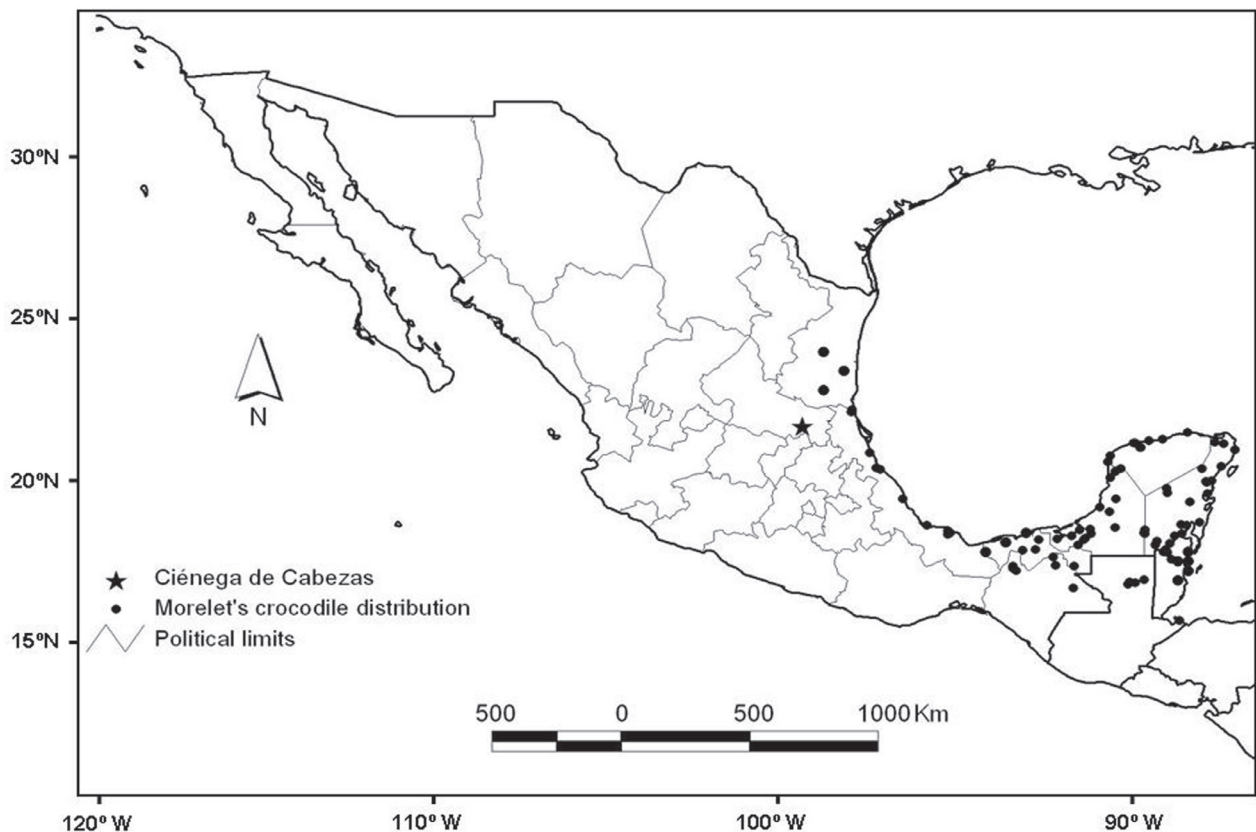 30ºN
25ºN
20ºN
15ºN
N
Ciénega de Cabezas
Morelet's crocodile distribution
Political limits
500 0 500 1000 Km
120º W 110º W 100º W 90º W